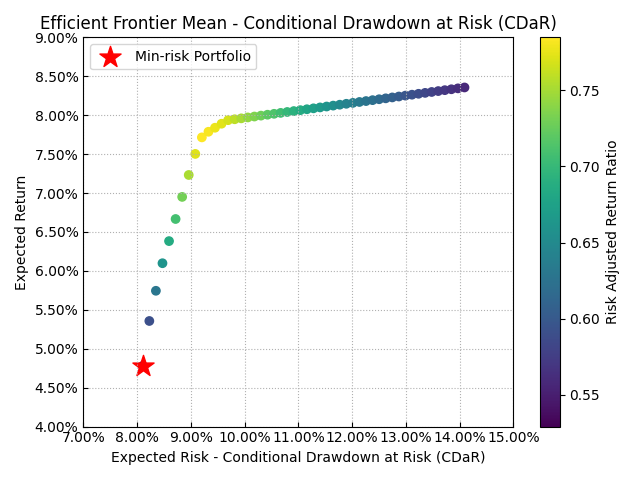 Efficient Frontier Mean - Conditional Drawdown at Risk (CDaR)
Min-risk Portfolio
9.00%
8.50%
8.00%
7.50%
7.00%
6.50%
6.00%
5.50%
5.00%
4.50%
4.00%
Expected Return
7.00% 8.00% 9.00% 10.00% 11.00% 12.00% 13.00% 14.00% 15.00%
Expected Risk - Conditional Drawdown at Risk (CDaR)
0.75
0.70
0.65
0.60
0.55
Risk Adjusted Return Ratio